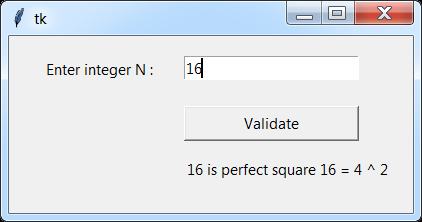 tk
Enter integer N : 16
Validate
16 is perfect square 16 = 4 ^ 2